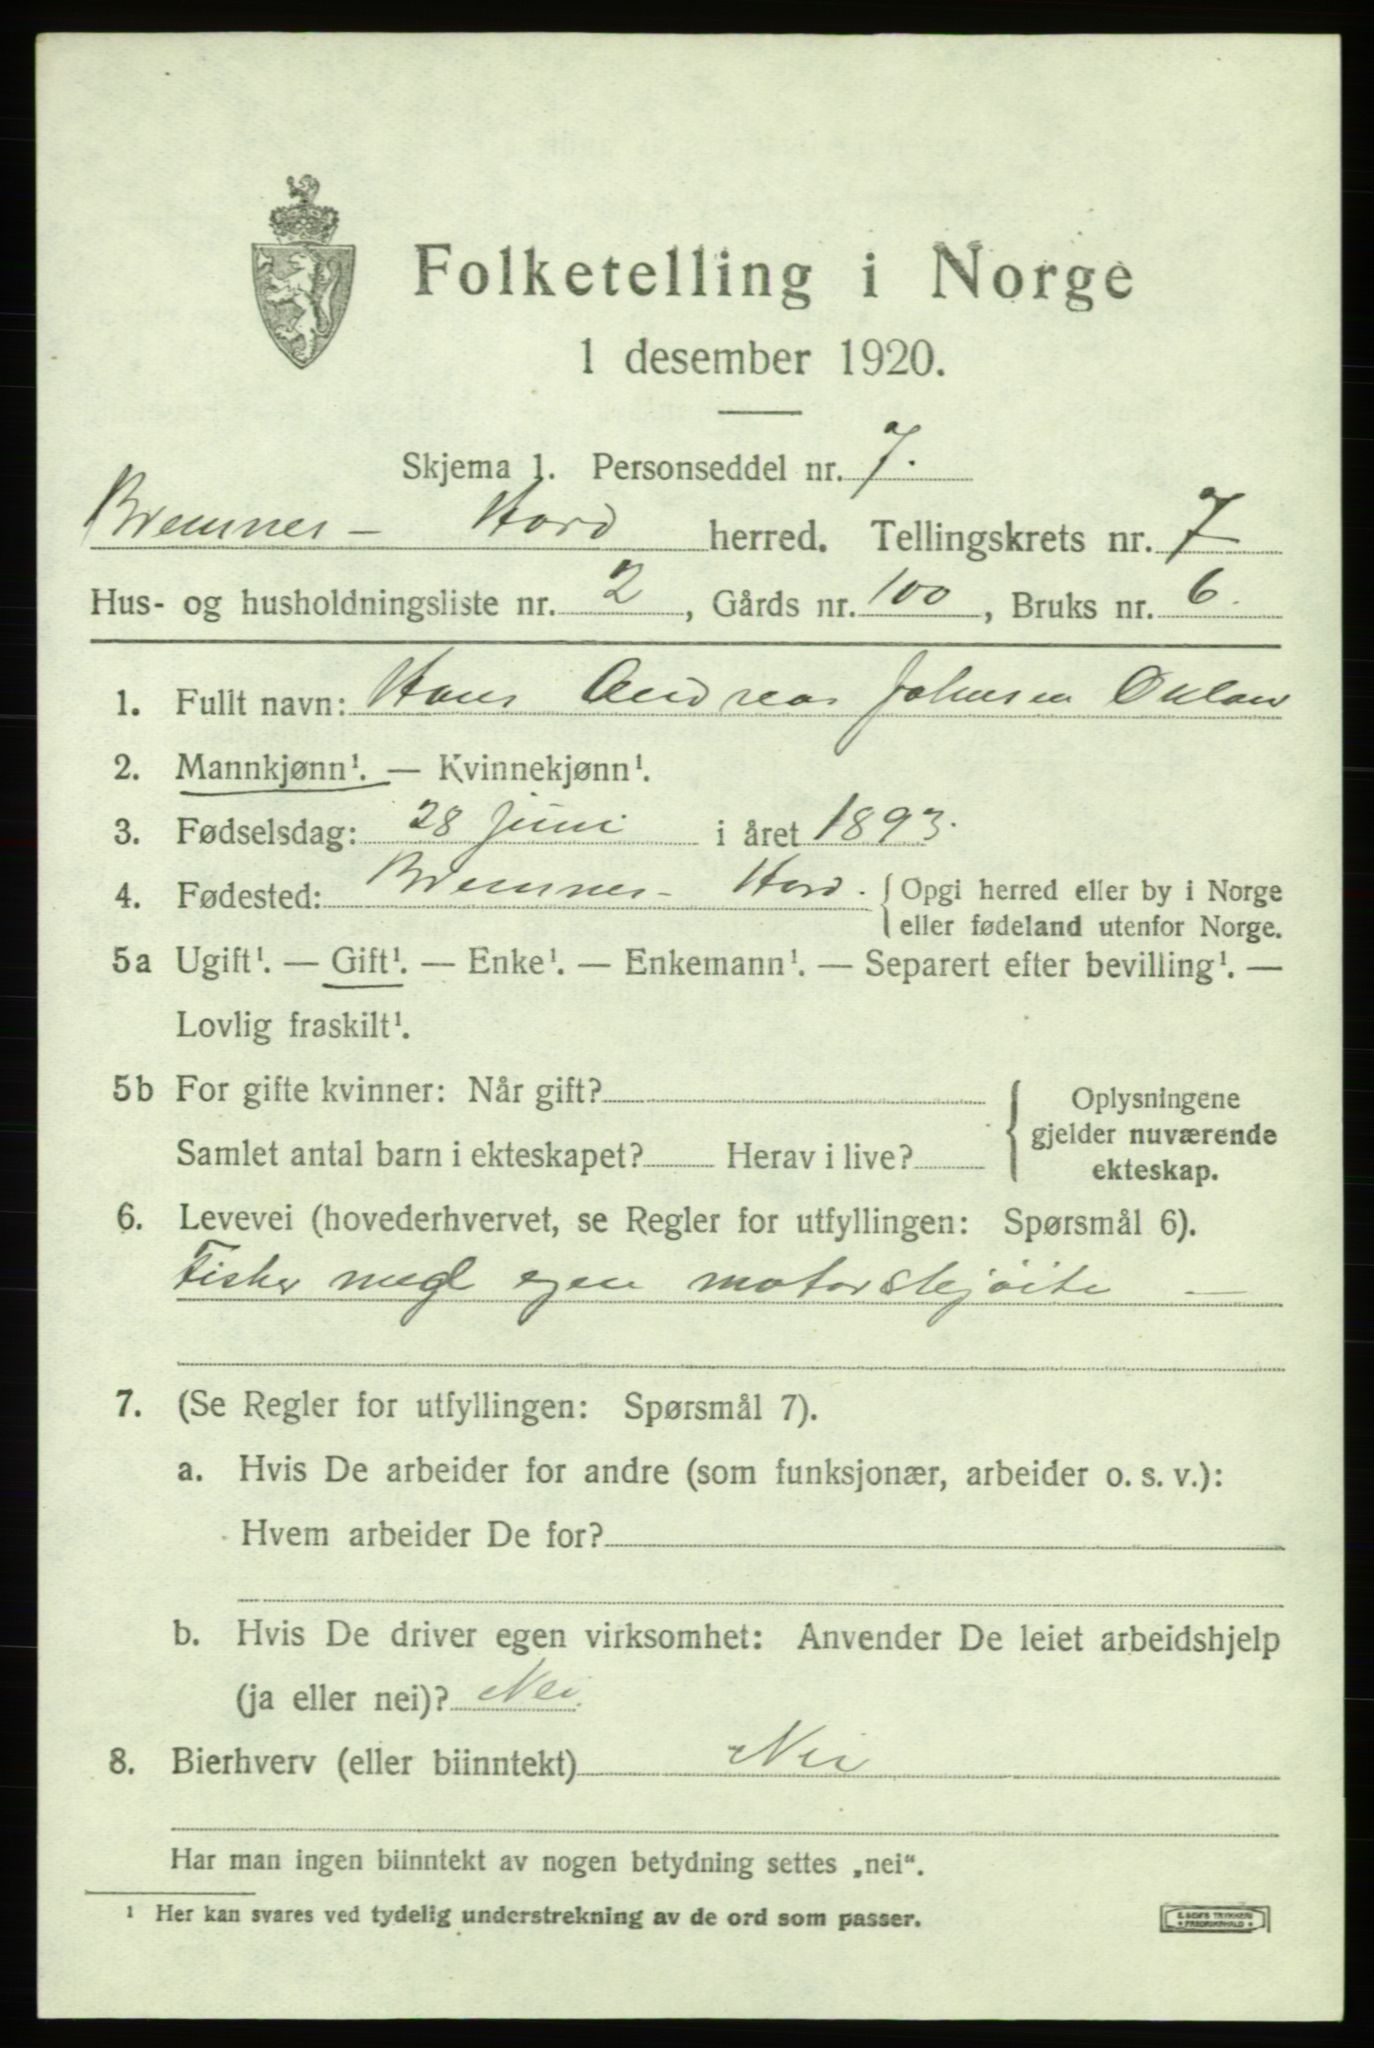 Folketelling i Norge
1 desember 1920.
Skjema 1. Personseddel nr. 7.
Bremnes - Hord herred. Tellingskrets nr. 7
Hus- og husholdningsliste nr. 2, Gårds nr. 100, Bruks nr. 6.
1. Fullt navn: Hans Andreas Johnsen
2. Mannkjønn¹. — Kvinnekjønn¹.
3. Fødselsdag: 28 juni i året 1893.
4. Fødested: Bremnes - Hord. { Opgi herred eller by i Norge
eller fødeland utenfor Norge.
5a Ugift¹. — Gift¹. — Enke¹. — Enkemann¹. — Separert efter bevilling¹. —
Lovlig fraskilt¹.
5b For gifte kvinner: Når gift?
Samlet antal barn i ekteskapet? Herav i live?
{ Oplysningene
gjelder nuværende
ekteskap.
6. Levevei (hovederhvervet, se Regler for utfyllingen: Spørsmål 6).
Fisker med egen motorskjöite —
7. (Se Regler for utfyllingen: Spørsmål 7).
a. Hvis De arbeider for andre (som funksjonær, arbeider o. s. v.):
Hvem arbeider De for?
b. Hvis De driver egen virksomhet: Anvender De leiet arbeidshjelp
(ja eller nei)? Nei.
8. Bierhverv (eller biinntekt) Nei
Har man ingen biinntekt av nogen betydning settes „nei“.
¹ Her kan svares ved tydelig understrekning av de ord som passer.